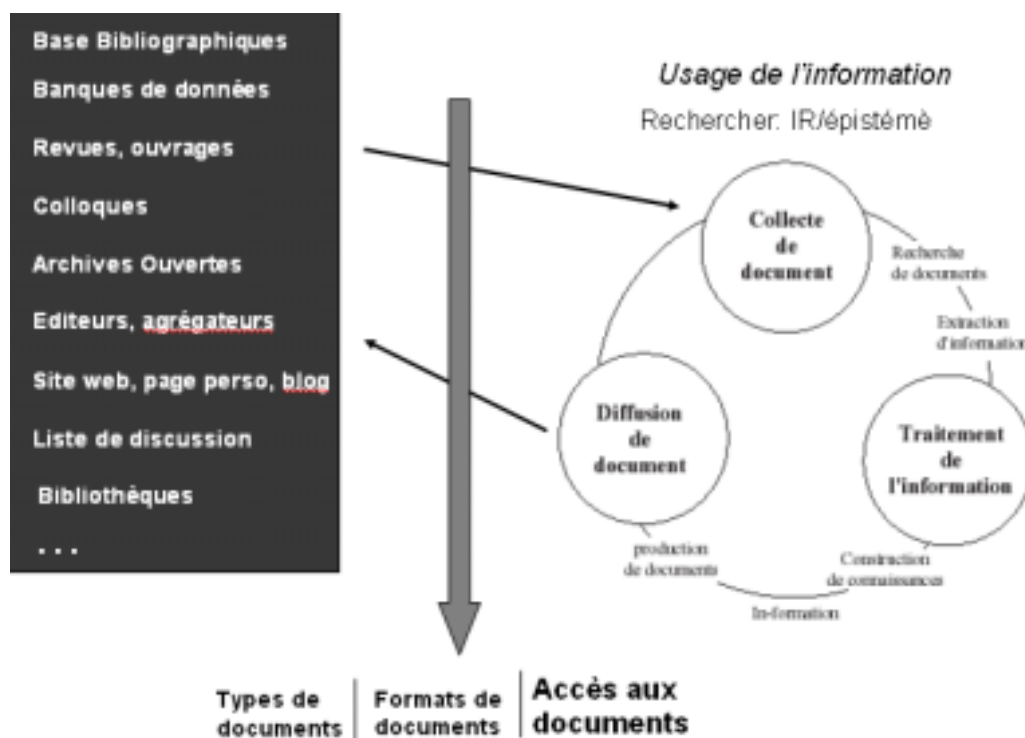 Base Bibliographiques
Banques de données
Revues, ouvrages
Colloques
Archives Ouvertes
Editeurs, agrégateurs
Site web, page perso, blog
Liste de discussion
Bibliothèques
...
Usage de l'information
Rechercher: IR/épistémè
Collecte
de
document
Recherche
de documents
Extraction
d'information
Diffusion
de
document
Traitement
de
l'information
production
de documents
Construction
de connaissances
In-formation
Types de
documents
Formats de
documents
Accès aux
documents